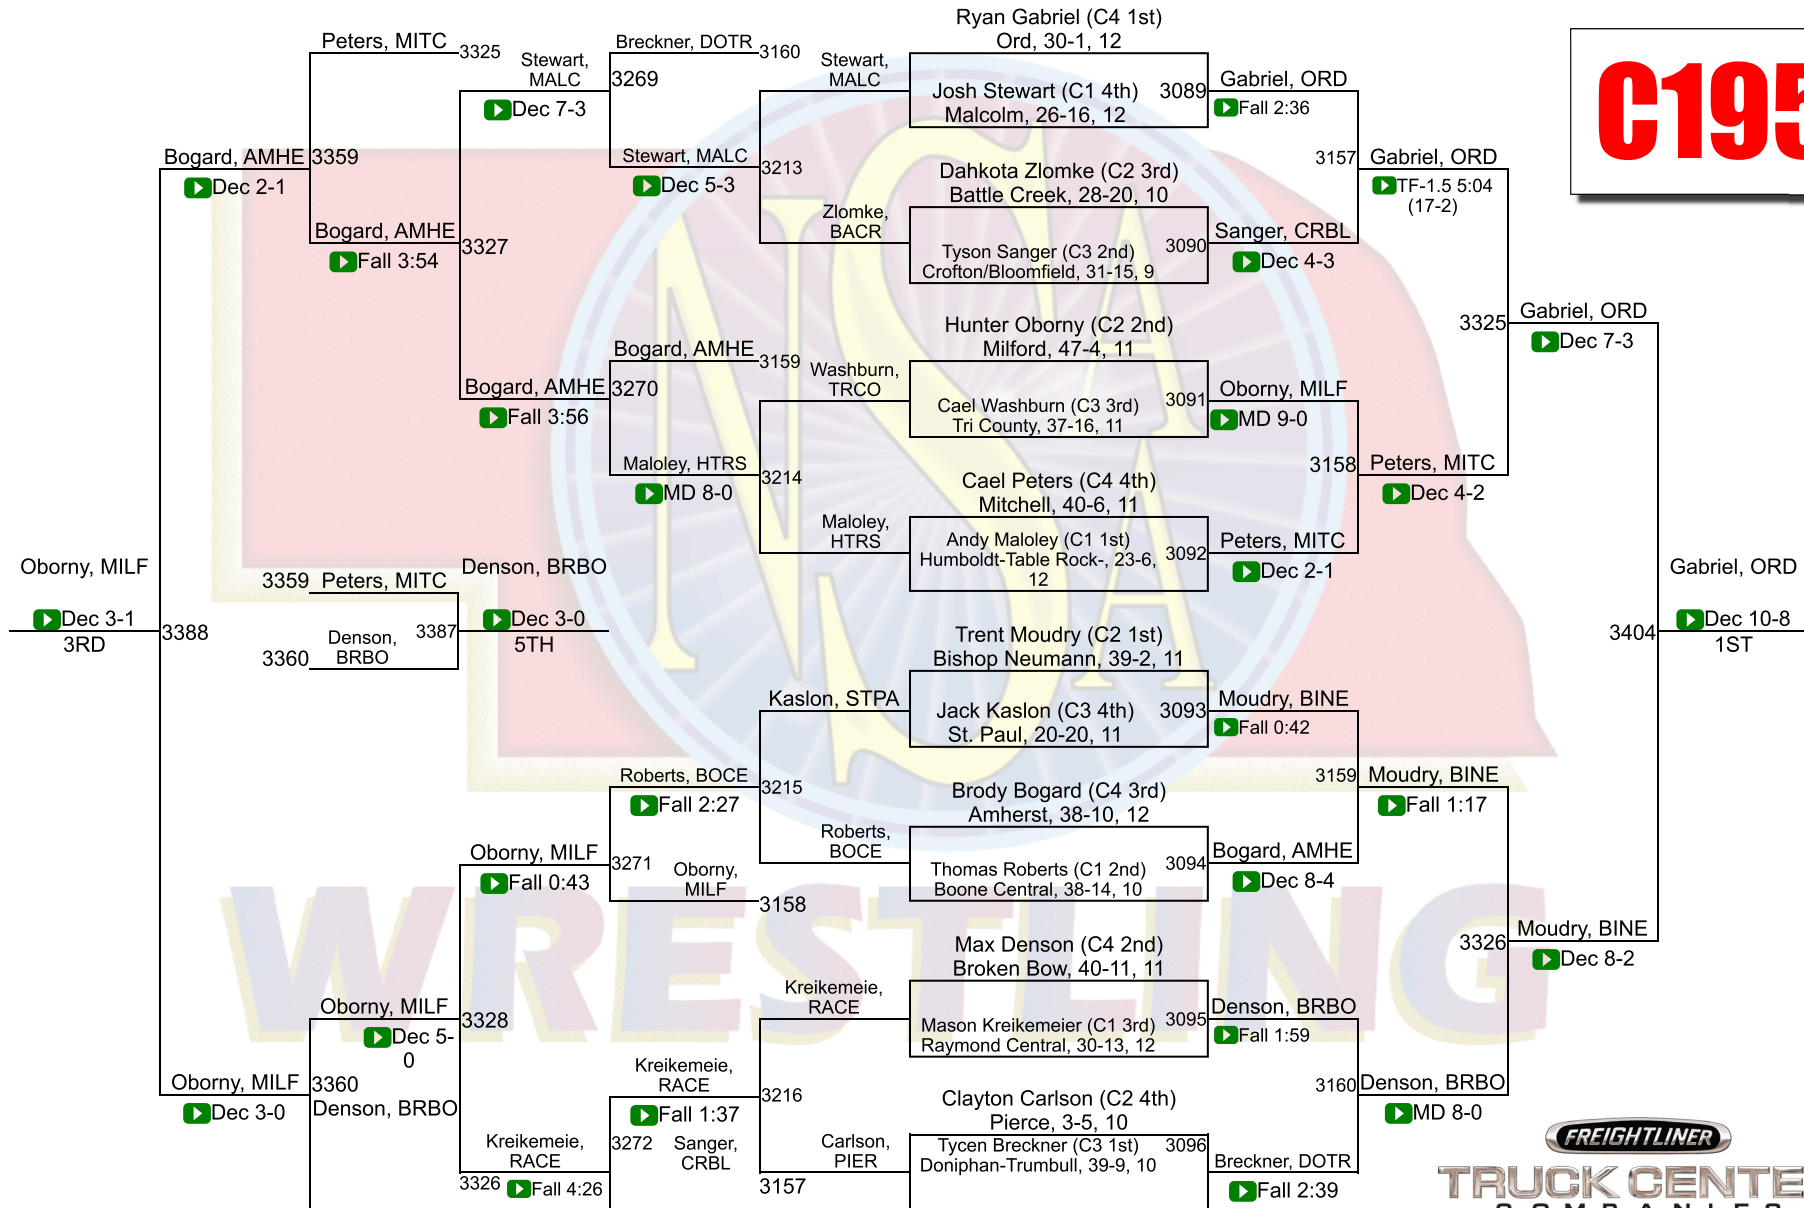 Ryan Gabriel (C4 1st)
Ord, 30-1, 12
Peters, MITC
3325
Stewart,
MALC
Breckner, DOTR
3160
Stewart,
MALC
3269
Dec 7-3
Josh Stewart (C1 4th)
Malcolm, 26-16, 12
3089
Gabriel, ORD
Fall 2:36
C195
Bogard, AMHE
3359
Dec 2-1
Stewart, MALC
3213
Dec 5-3
Dahkota Zlomke (C2 3rd)
Battle Creek, 28-20, 10
3157
Gabriel, ORD
TF-1.5 5:04
(17-2)
Bogard, AMHE
3327
Fall 3:54
Zlomke,
BACR
Tyson Sanger (C3 2nd)
Crofton/Bloomfield, 31-15, 9
3090
Sanger, CRBL
Dec 4-3
Hunter Oborny (C2 2nd)
Milford, 47-4, 11
3325
Gabriel, ORD
Dec 7-3
Bogard, AMHE
3159
Washburn,
TRCO
Bogard, AMHE
3270
Fall 3:56
Cael Washburn (C3 3rd)
Tri County, 37-16, 11
3091
Oborny, MILF
MD 9-0
Maloley, HTRS
3214
MD 8-0
Cael Peters (C4 4th)
Mitchell, 40-6, 11
3158
Peters, MITC
Dec 4-2
Maloley,
HTRS
Andy Maloley (C1 1st)
Humboldt-Table Rock-, 23-6,
12
3092
Peters, MITC
Dec 2-1
Oborny, MILF
Dec 3-1
3RD
3388
3359
Peters, MITC
Denson, BRBO
3360
Denson,
BRBO
3387
Dec 3-0
5TH
Gabriel, ORD
3404
Dec 10-8
1ST
Trent Moudry (C2 1st)
Bishop Neumann, 39-2, 11
Kaslon, STPA
Jack Kaslon (C3 4th)
St. Paul, 20-20, 11
3093
Moudry, BINE
Fall 0:42
Roberts, BOCE
3215
Fall 2:27
Brody Bogard (C4 3rd)
Amherst, 38-10, 12
3159
Moudry, BINE
Fall 1:17
Roberts,
BOCE
Oborny, MILF
3271
Fall 0:43
Oborny,
MILF
3158
Thomas Roberts (C1 2nd)
Boone Central, 38-14, 10
3094
Bogard, AMHE
Dec 8-4
NSAA
WRESTLING
Max Denson (C4 2nd)
Broken Bow, 40-11, 11
3326
Moudry, BINE
Dec 8-2
Kreikemeie,
RACE
Oborny, MILF
3328
Dec 5-
0
Mason Kreikemeier (C1 3rd)
Raymond Central, 30-13, 12
3095
Denson, BRBO
Fall 1:59
Oborny, MILF
3360
Dec 3-0
Denson, BRBO
Kreikemeie,
RACE
3216
Fall 1:37
Clayton Carlson (C2 4th)
Pierce, 3-5, 10
3160
Denson, BRBO
MD 8-0
Kreikemeie,
RACE
3272
Sanger,
CRBL
3326
Fall 4:26
3157
Carlson,
PIER
Tycen Breckner (C3 1st)
Doniphan-Trumbull, 39-9, 10
3096
Breckner, DOTR
Fall 2:39
FREIGHTLINER
TRUCK CENTE